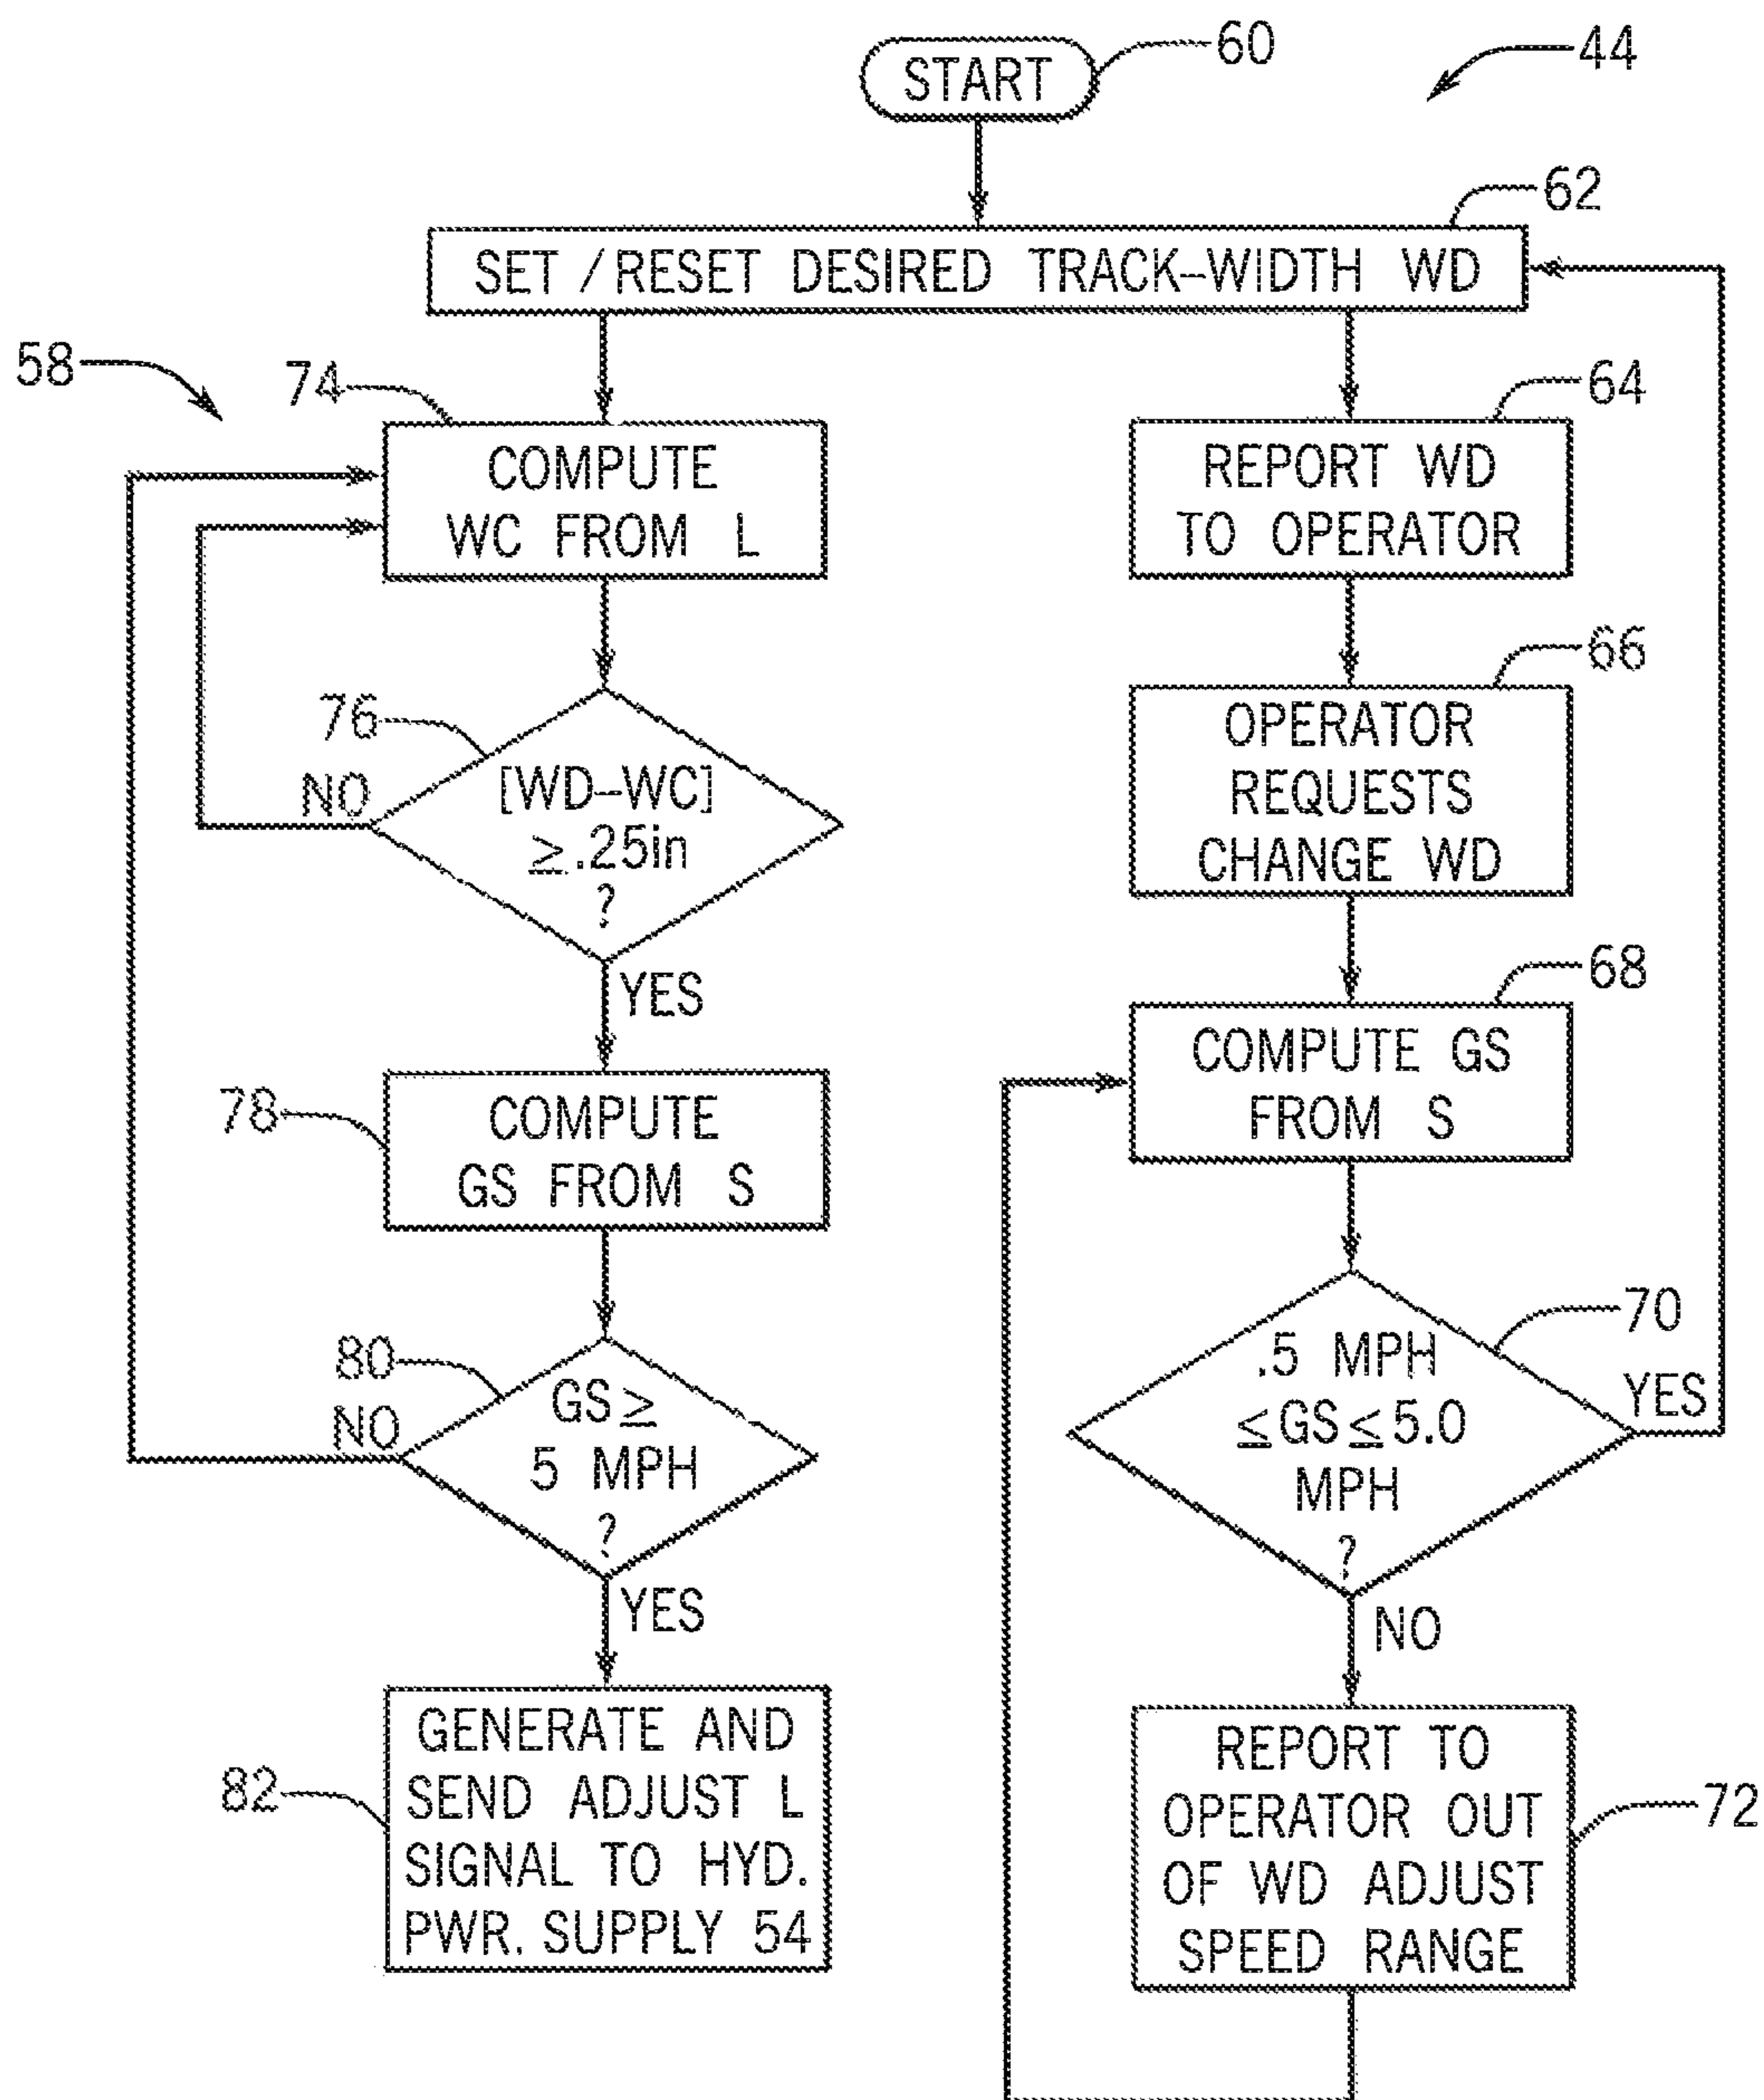 START
60
44
62
SET / RESET DESIRED TRACK-WIDTH WD
58
74
COMPUTE
WC FROM L
76
[WD-WC]
≥ .25in
?
NO
YES
78
COMPUTE
GS FROM S
80
GS ≥
5 MPH
?
NO
YES
82
GENERATE AND
SEND ADJUST L
SIGNAL TO HYD.
PWR. SUPPLY 54
64
REPORT WD
TO OPERATOR
66
OPERATOR
REQUESTS
CHANGE WD
68
COMPUTE GS
FROM S
70
.5 MPH
≤ GS ≤ 5.0
MPH
?
YES
NO
REPORT TO
OPERATOR OUT
OF WD ADJUST
SPEED RANGE
72